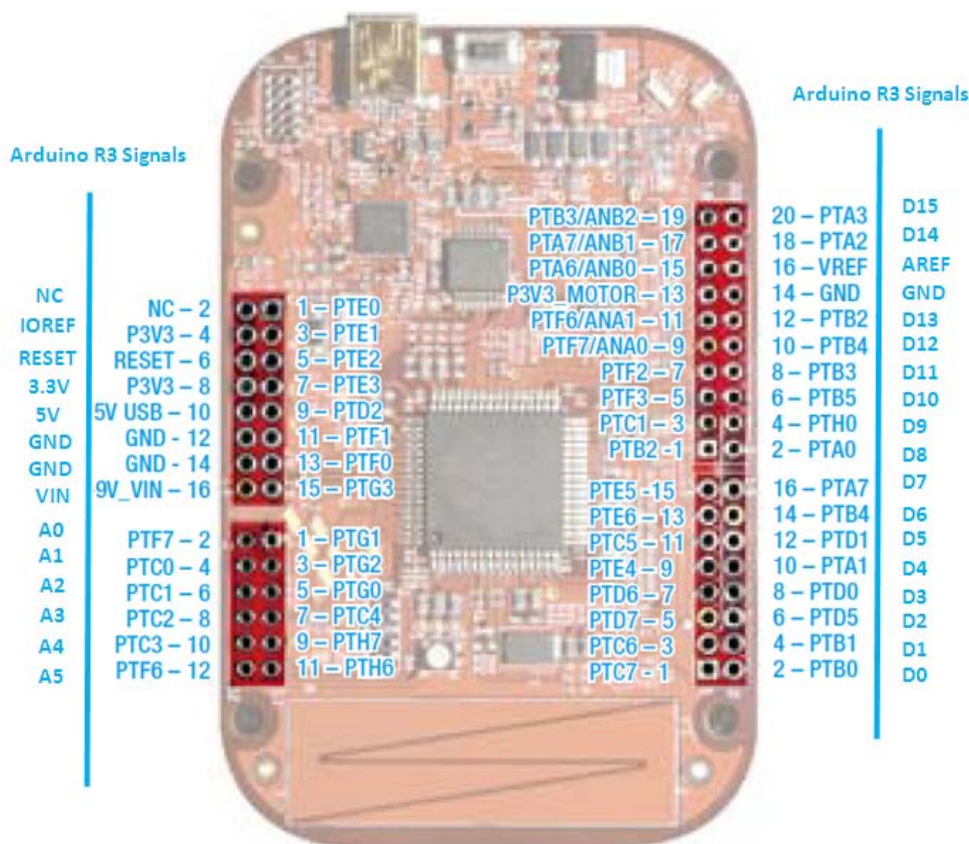 Arduino R3 Signals
NC
IOREF
RESET
3.3V
5V
GND
GND
VIN
A0
A1
A2
A3
A4
A5
NC – 2
P3V3 – 4
RESET – 6
P3V3 – 8
5V USB – 10
GND - 12
GND - 14
9V_VIN – 16
PTF7 – 2
PTC0 – 4
PTC1 – 6
PTC2 – 8
PTC3 – 10
PTF6 – 12
1 – PTE0
3 – PTE1
5 – PTE2
7 – PTE3
9 – PTD2
11 – PTF1
13 – PTF0
15 – PTG3
1 – PTG1
3 – PTG2
5 – PTG0
7 – PTC4
9 – PTH7
11 – PTH6
PTB3/ANB2 – 19
PTA7/ANB1 – 17
PTA6/ANB0 – 15
P3V3_MOTOR – 13
PTF6/ANA1 – 11
PTF7/ANA0 – 9
PTF2 – 7
PTF3 – 5
PTC1 – 3
PTB2 -1
PTE5 -15
PTE6 – 13
PTC5 – 11
PTE4 – 9
PTD6 – 7
PTD7 – 5
PTC6 – 3
PTC7 – 1
20 – PTA3
18 – PTA2
16 – VREF
14 – GND
12 – PTB2
10 – PTB4
8 – PTB3
6 – PTB5
4 – PTH0
2 – PTA0
16 – PTA7
14 – PTB4
12 – PTD1
10 – PTA1
8 – PTD0
6 – PTD5
4 – PTB1
2 – PTB0
Arduino R3 Signals
D15
D14
AREF
GND
D13
D12
D11
D10
D9
D8
D7
D6
D5
D4
D3
D2
D1
D0